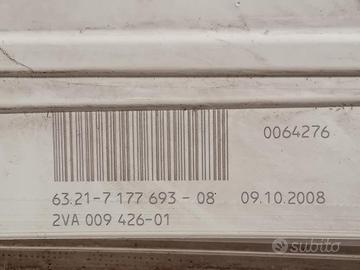 0064276
63.21-7 177 693 - 08 09.10.2008
2VA 009 426-01
subito